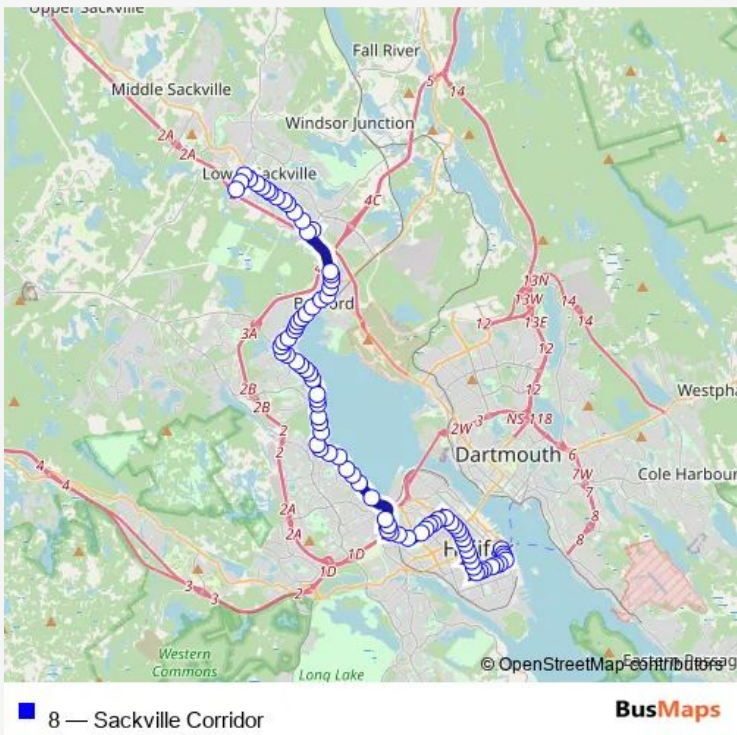 Upper Sackville
Fall River
5
14
Middle Sackville
Windsor Junction
2A
2A
Low Sackville
4C
Bedford
13N
13W
14
13E
14
12
3A
12
2B
12
2B
Westpha
NS 118
2W
3
2
2
Dartmouth
6
7W
Cole Harbour
4
4
7
2A
8
2A
1D
8
1D
3
3
2
Western
Commons
Long Lake
© OpenStreetMap contributors
8 — Sackville Corridor
BusMaps